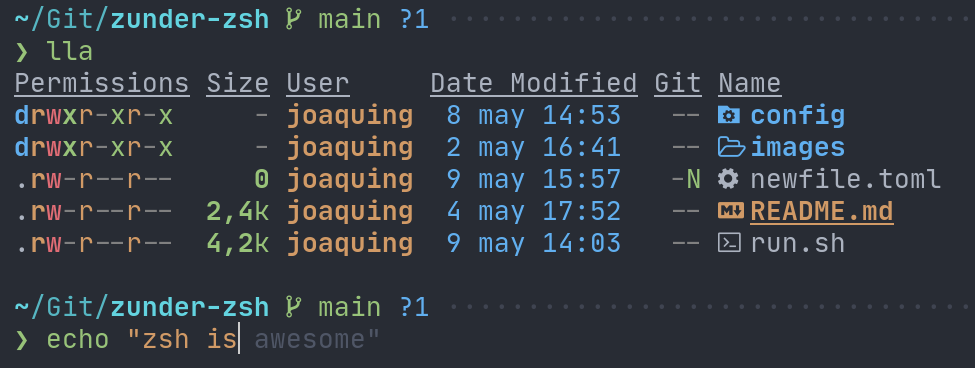 ~/Git/zunder-zsh main ?1
❯ lla
Permissions Size User Date Modified Git Name
drwxr-xr-x - joaquing 8 may 14:53 -- config
drwxr-xr-x - joaquing 2 may 16:41 -- images
.rw-r--r-- 0 joaquing 9 may 15:57 -N newfile.toml
.rw-r--r-- 2,4k joaquing 4 may 17:52 -- README.md
.rw-r--r-- 4,2k joaquing 9 may 14:03 -- run.sh
~/Git/zunder-zsh main ?1
❯ echo "zsh is awesome"